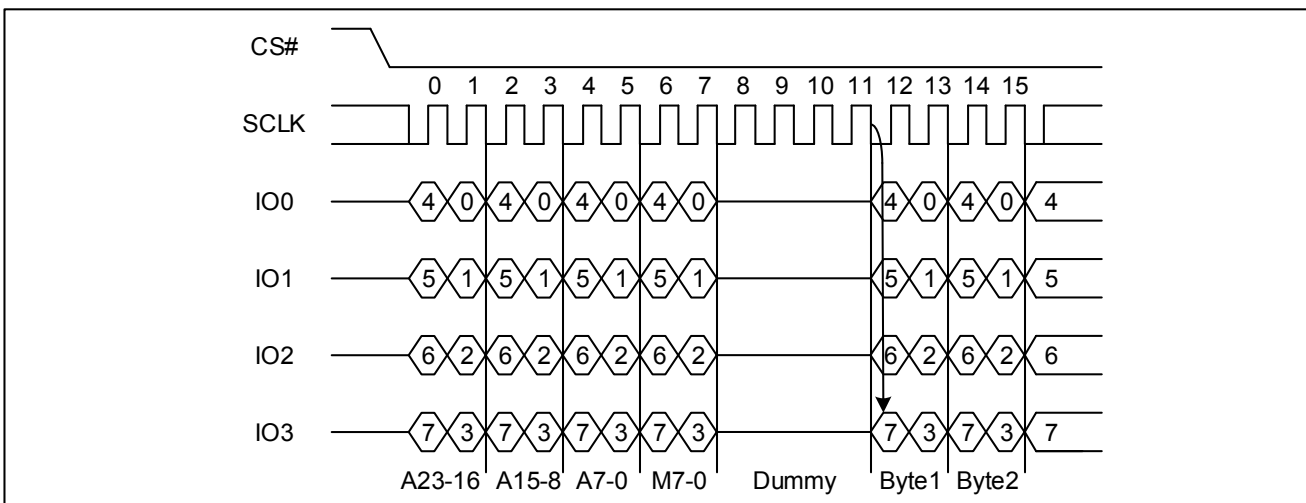 CS#
0 1 2 3 4 5 6 7 8 9 10 11 12 13 14 15
SCLK
IO0 4 0 4 0 4 0 4 0 4 0 4 0 4
IO1 5 1 5 1 5 1 5 1 5 1 5 1 5
IO2 6 2 6 2 6 2 6 2 6 2 6 2 6
IO3 7 3 7 3 7 3 7 3 7 3 7 3 7
A23-16 A15-8 A7-0 M7-0 Dummy Byte1 Byte2